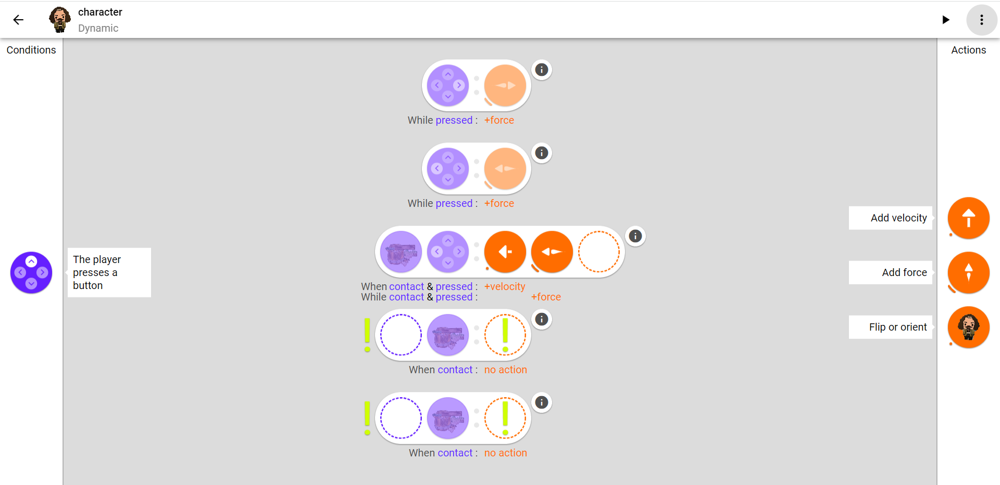 character
Dynamic
Conditions
Actions
While pressed : +force
While pressed : +force
Add velocity
The player
presses a
button
Add force
When contact & pressed : +velocity
While contact & pressed : +force
Flip or orient
When contact : no action
When contact : no action